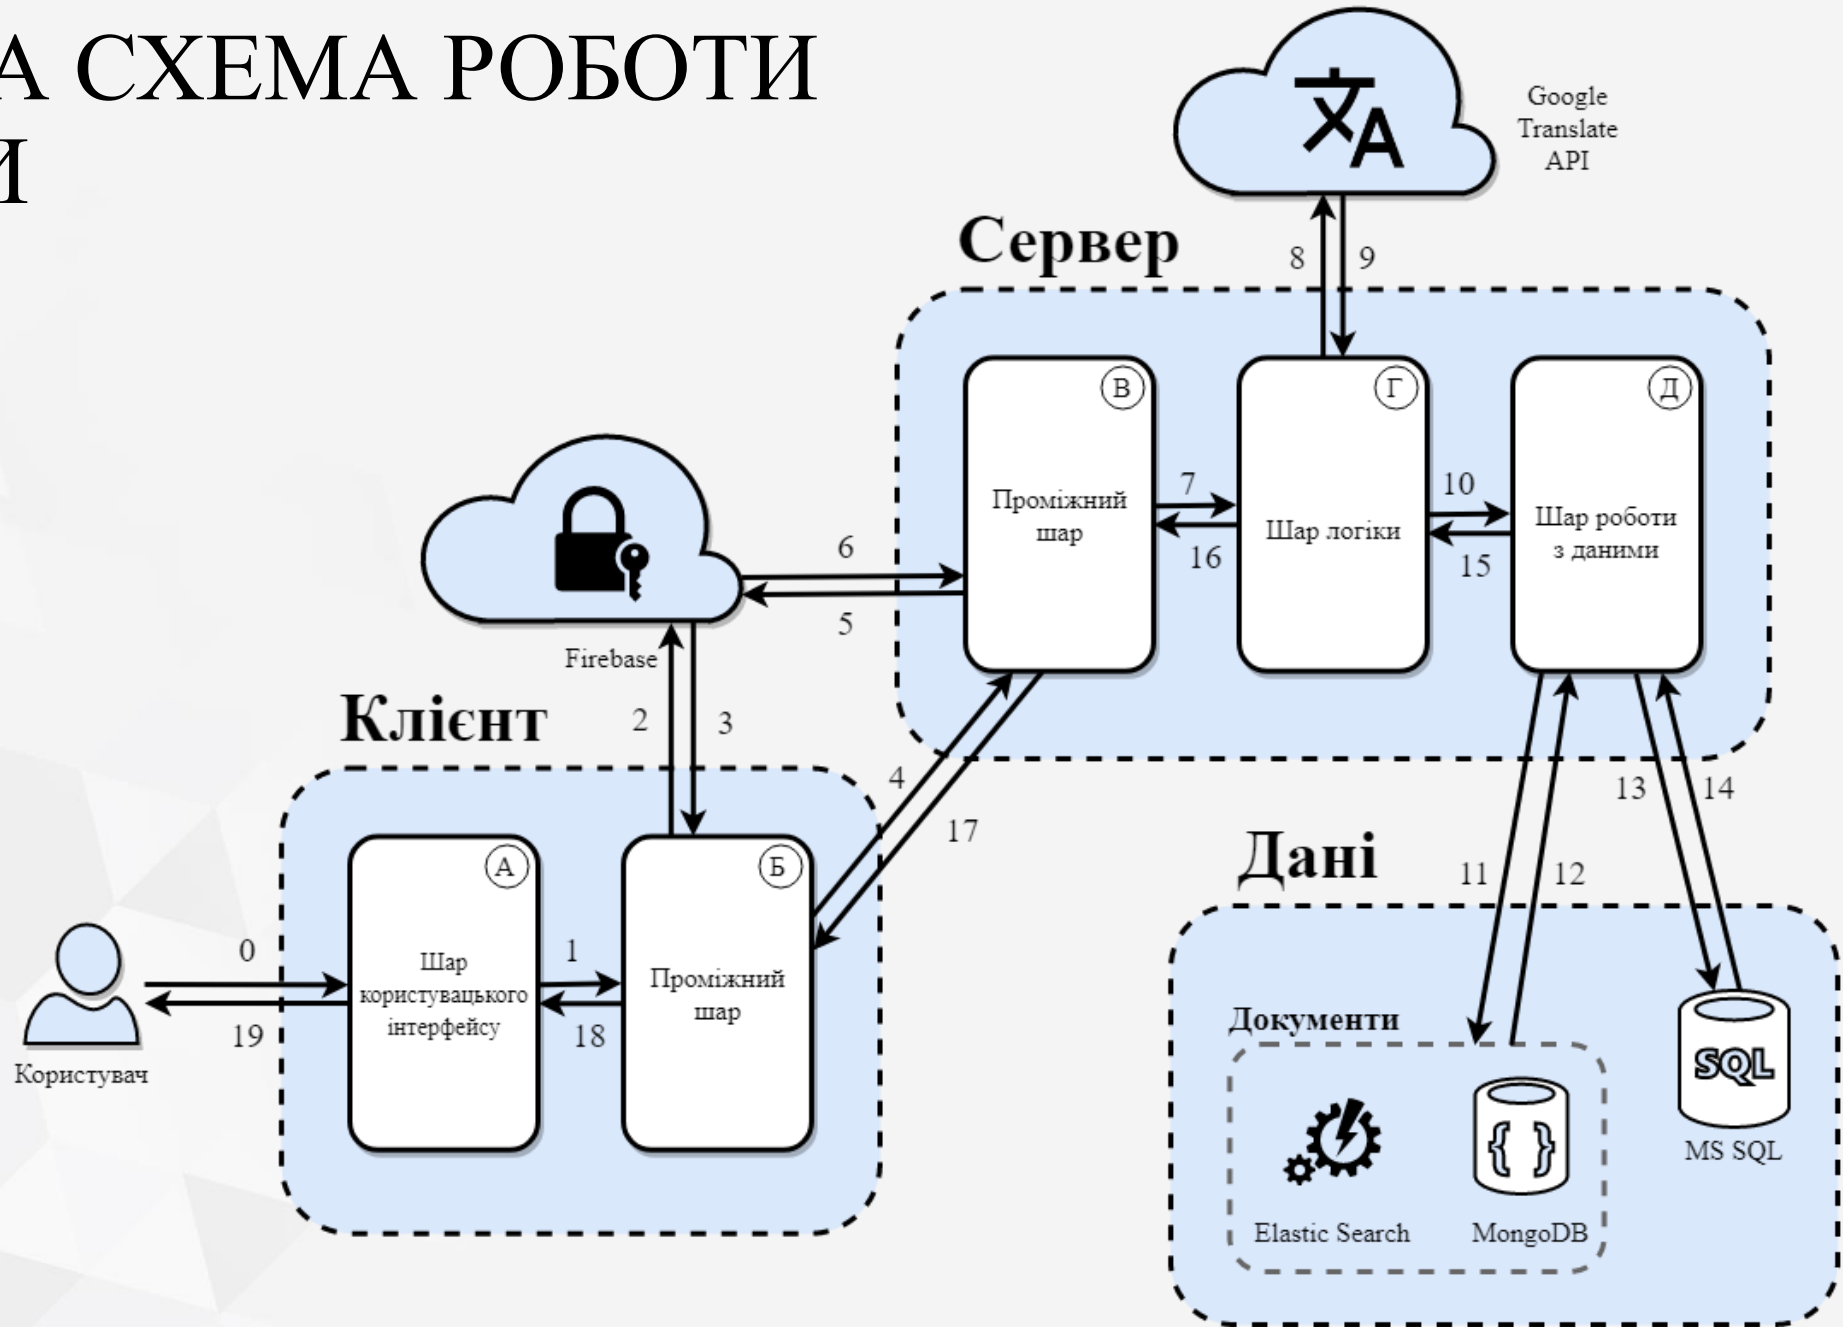 А СХЕМА РОБОТИ
И
Google
Translate
API
Сервер
8
9
В
Г
Д
Проміжний
шар
7
16
Шар логіки
10
15
Шар роботи
з даними
6
5
Firebase
Клієнт
2
3
4
17
13
14
Дані
11
12
А
Б
0
19
Шар
користувацького
інтерфейсу
1
18
Проміжний
шар
Користувач
Документи
SQL
MS SQL
{ }
Elastic Search
MongoDB
文A